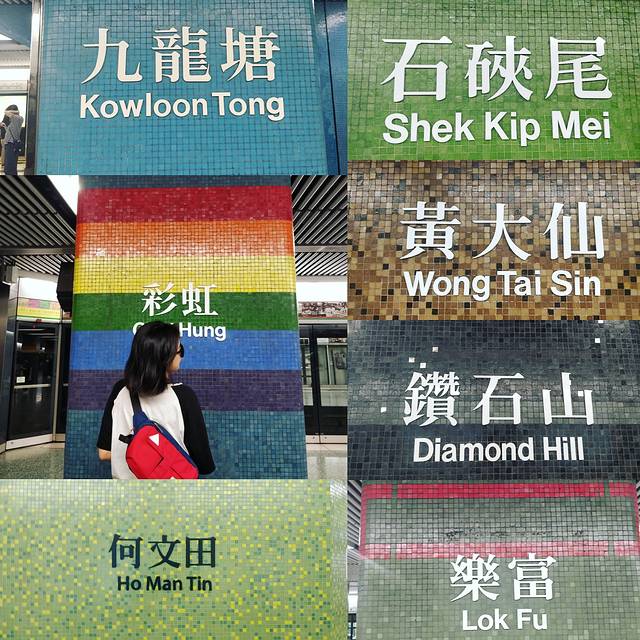 九龍塘
Kowloon Tong
石硤尾
Shek Kip Mei
彩虹
Hung
黃大仙
Wong Tai Sin
鑽石山
Diamond Hill
何文田
Ho Man Tin
樂富
Lok Fu